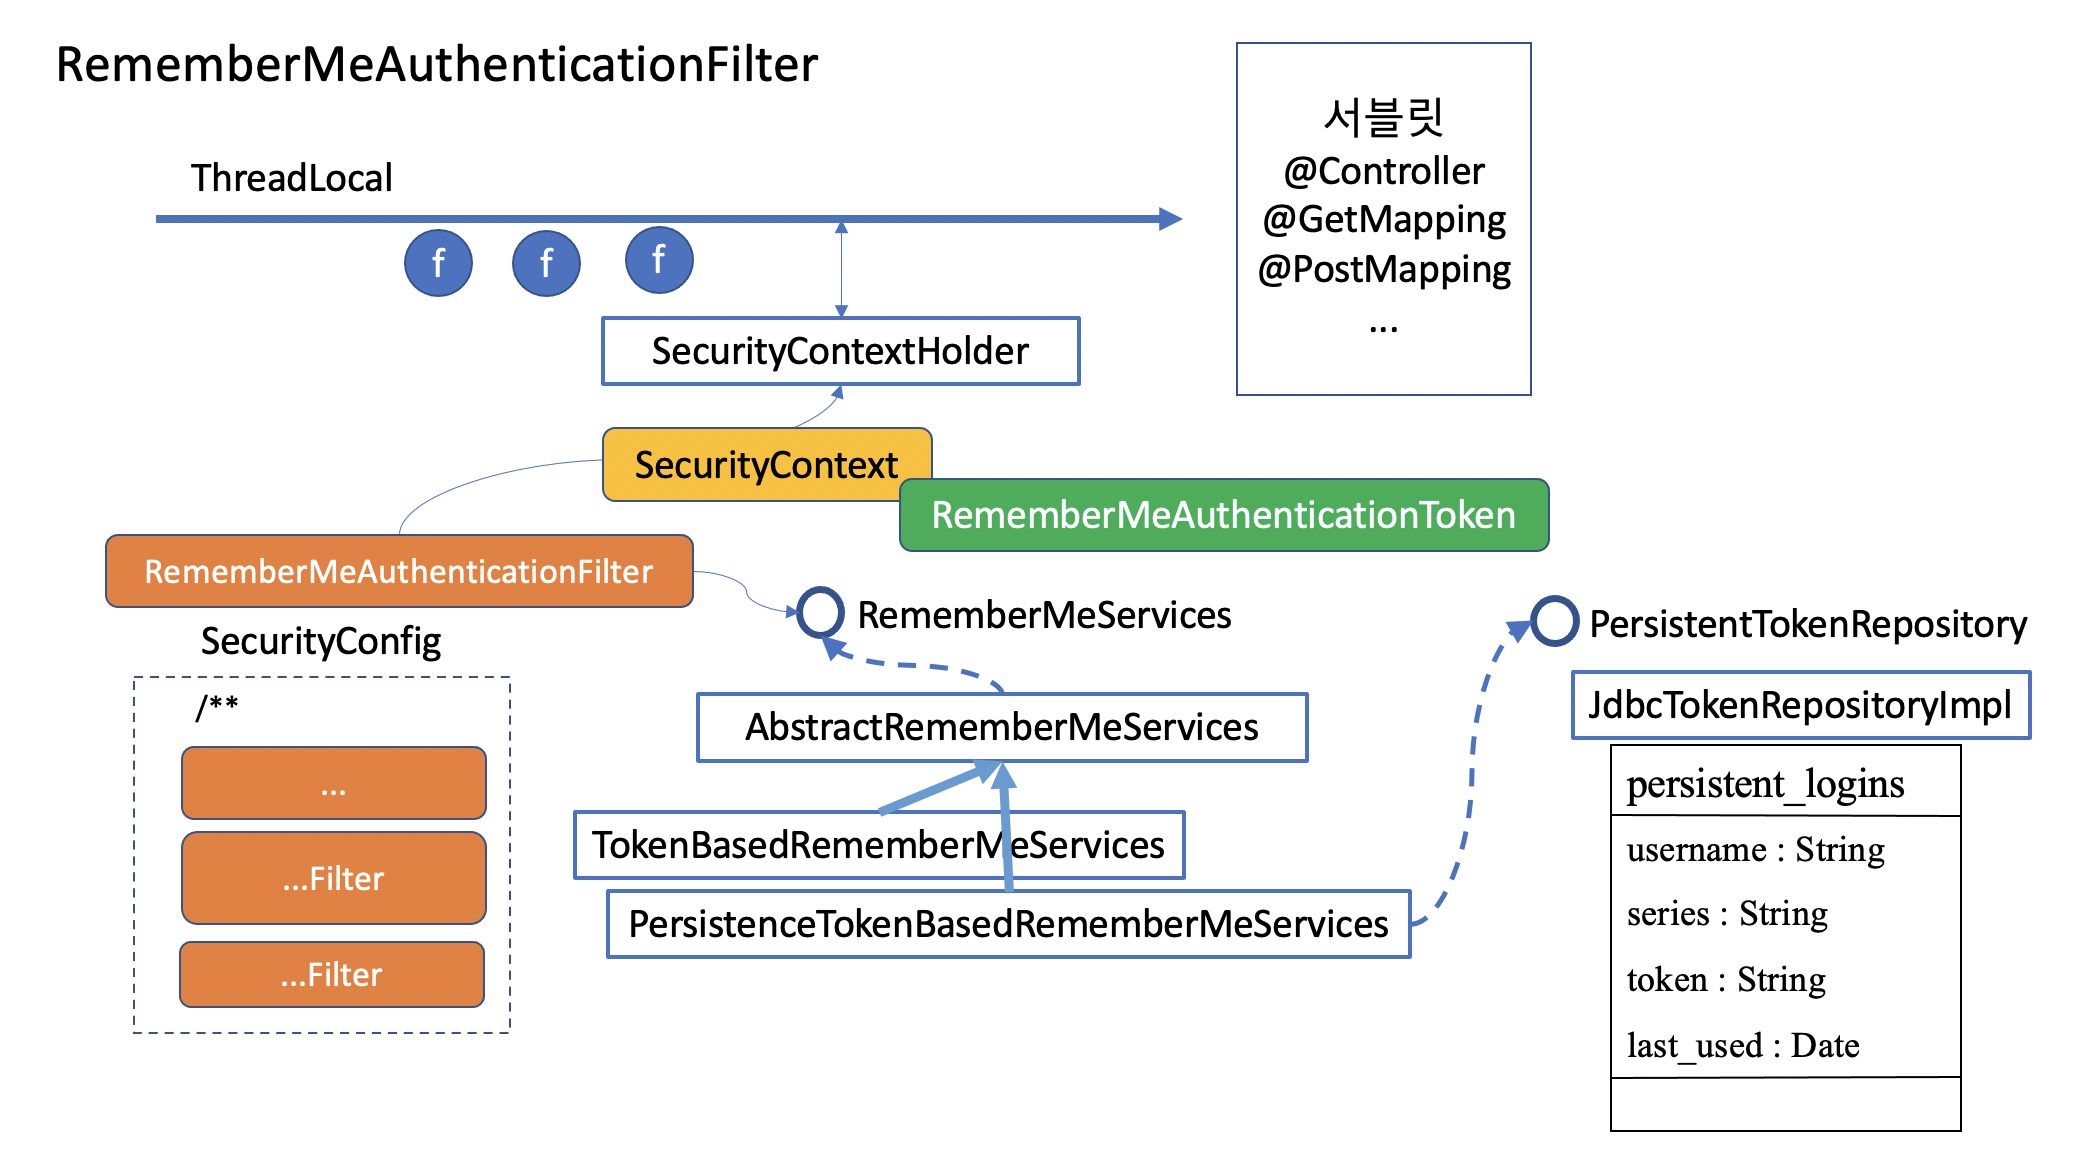 RememberMeAuthenticationFilter
ThreadLocal
f
f
f
서블릿
@Controller
@GetMapping
@PostMapping
...
SecurityContextHolder
SecurityContext
RememberMeAuthenticationToken
RememberMeAuthenticationFilter
RememberMeServices
PersistentTokenRepository
SecurityConfig
/**
...
...Filter
...Filter
AbstractRememberMeServices
TokenBasedRememberMeServices
PersistenceTokenBasedRememberMeServices
JdbcTokenRepositoryImpl
persistent_logins
username : String
series : String
token : String
last_used : Date